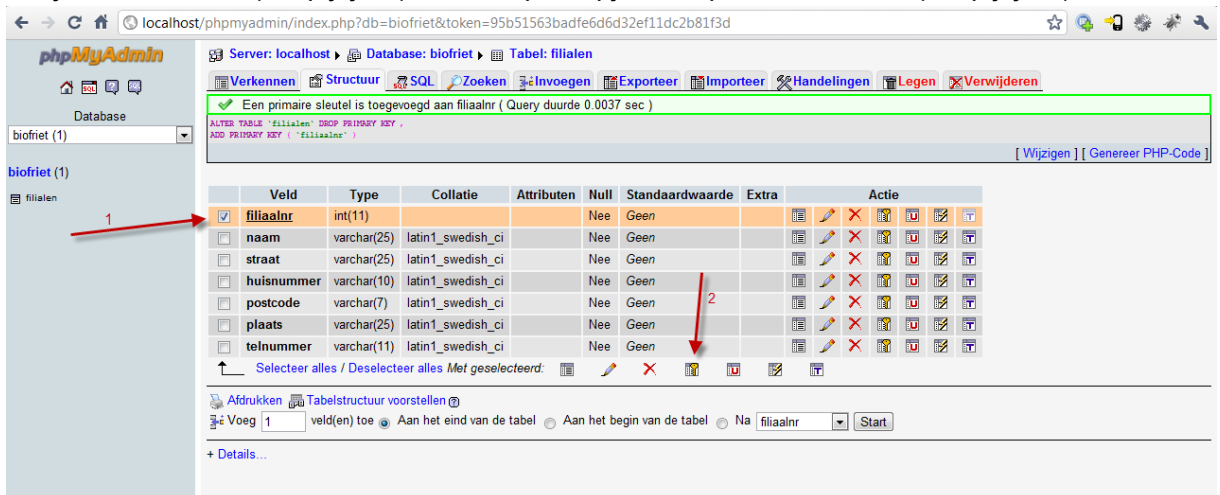 localhost/phpmyadmin/index.php?db=biofriet&token=95b51563badfe6d6d32ef11dc2b81f3d
phpMyAdmin
Database
biofriet (1)
biofriet (1)
filialen
1
Server: localhost ▸ Database: biofriet ▸ Tabel: filialen
Verkennen Structuur SQL Zoeken Invoegen Exporteer Importeer Handelingen Legen Verwijderen
Een primaire sleutel is toegevoegd aan filiaalnr ( Query duurde 0.0037 sec )
ALTER TABLE `filialen` DROP PRIMARY KEY ,
ADD PRIMARY KEY ( `filiaalnr` )
[ Wijzigen ] [ Genereer PHP-Code ]
Veld Type Collatie Attributen Null Standaardwaarde Extra Actie
filiaalnr int(11) Nee Geen
naam varchar(25) latin1_swedish_ci Nee Geen
straat varchar(25) latin1_swedish_ci Nee Geen
huisnummer varchar(10) latin1_swedish_ci Nee Geen
postcode varchar(7) latin1_swedish_ci Nee Geen
2
plaats varchar(25) latin1_swedish_ci Nee Geen
telnummer varchar(11) latin1_swedish_ci Nee Geen
Selecteer alles / Deselecteer alles Met geselecteerd:
Afdrukken Tabelstructuur voorstellen
Voeg 1 veld(en) toe Aan het eind van de tabel Aan het begin van de tabel Na filiaalnr Start
+ Details...